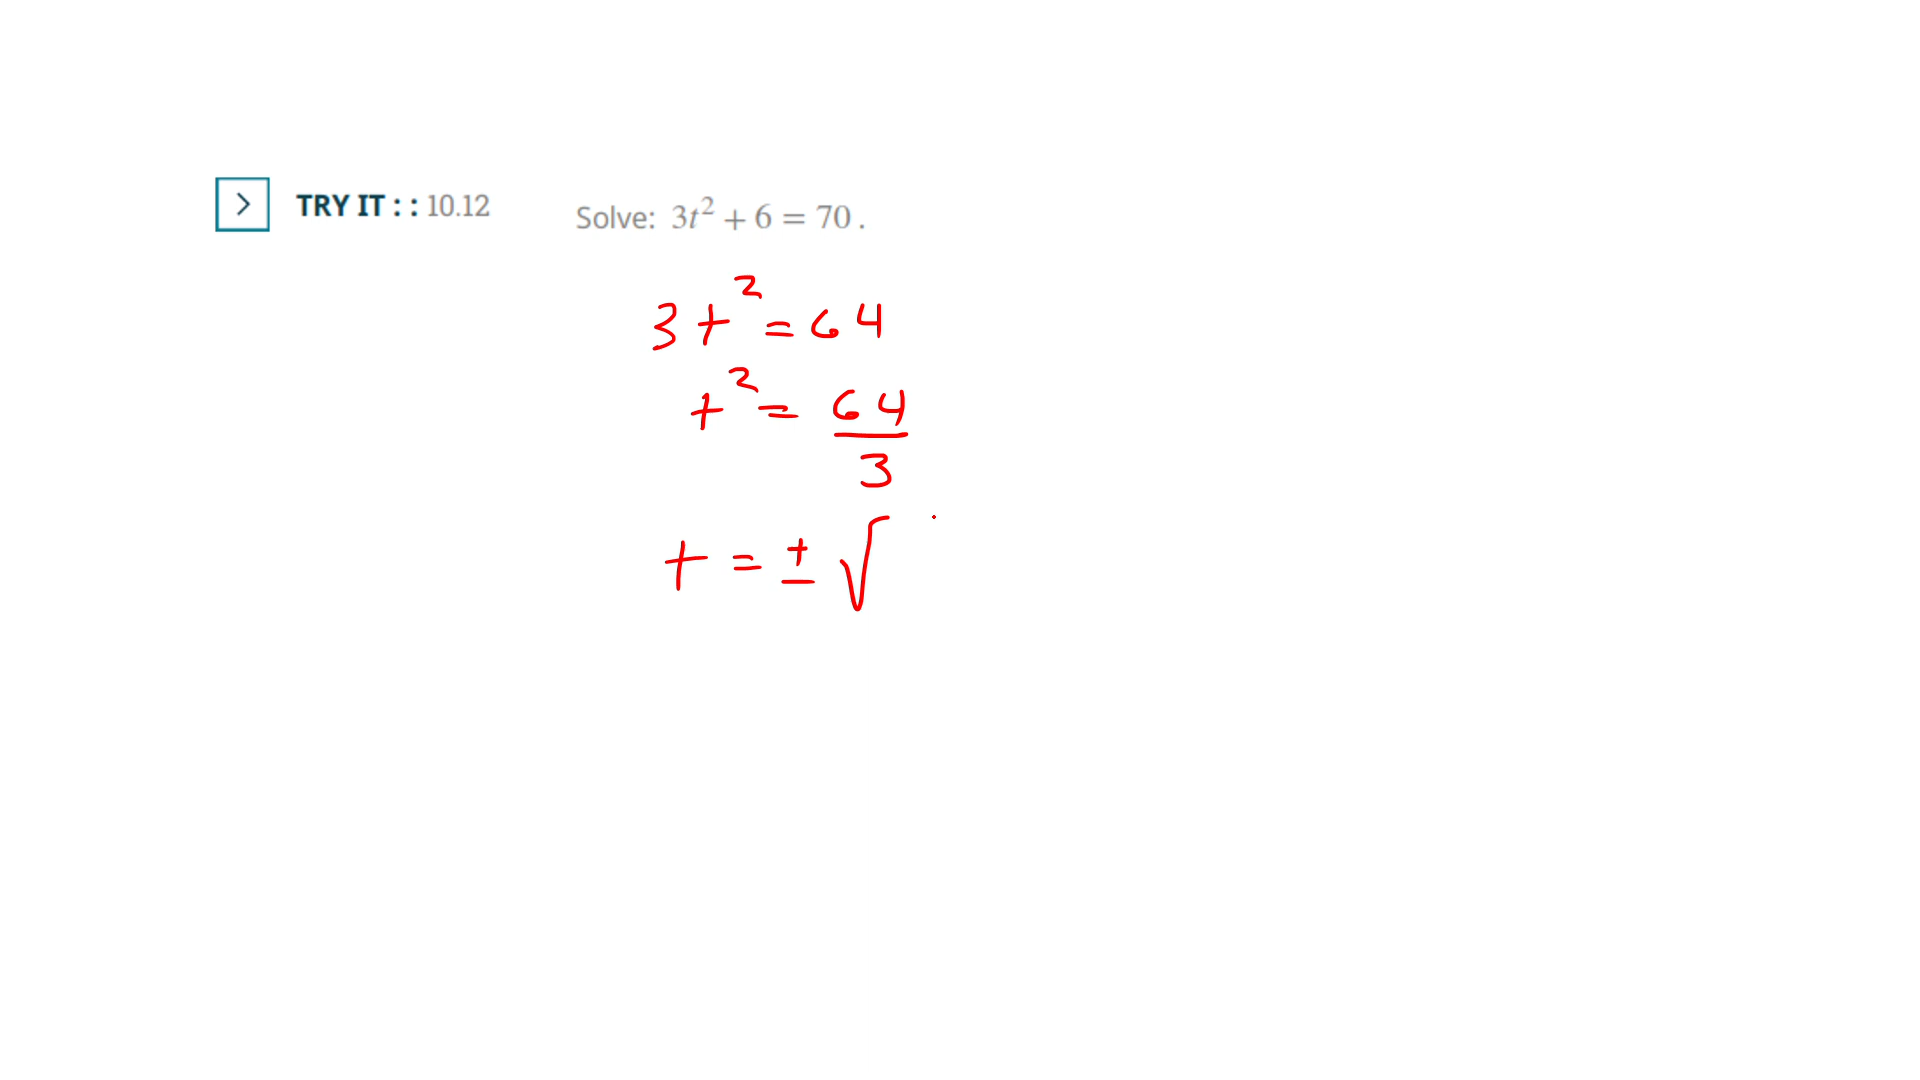 > TRY IT : : 10.12 Solve: 3t² + 6 = 70 .
3t² = 64
t² = 64/3
t = ± √